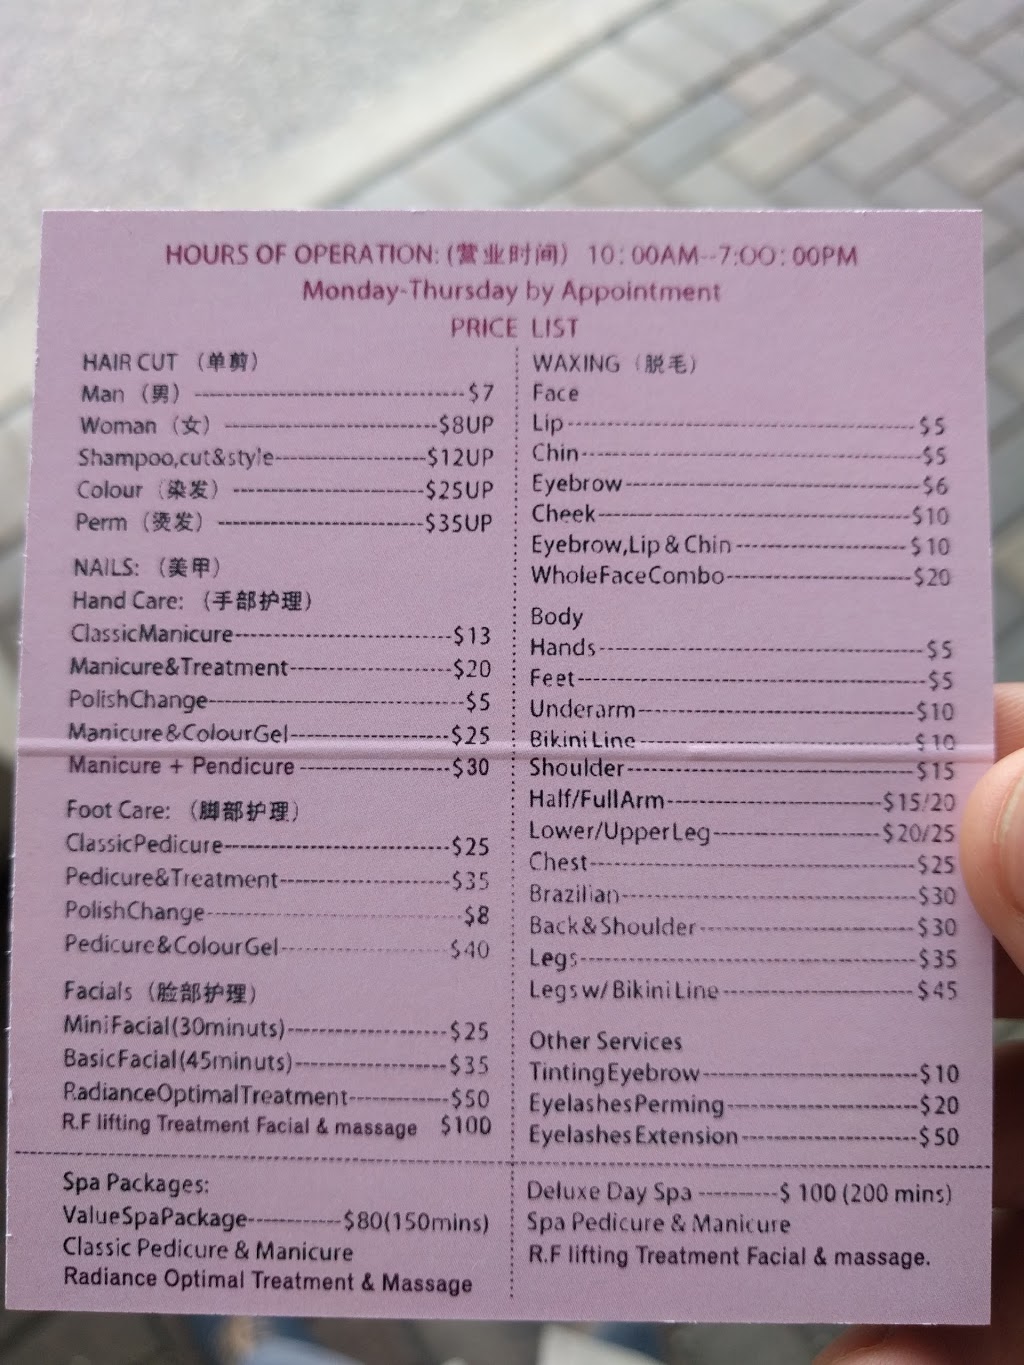 HOURS OF OPERATION: (营业时间) 10:00AM--7:OO:00PM
Monday-Thursday by Appointment
PRICE LIST
HAIR CUT (单剪)
Man (男) ---- $7
Woman (女) ---- $8UP
Shampoo,cut&style ---- $12UP
Colour (染发) ---- $25UP
Perm (烫发) ---- $35UP
NAILS: (美甲)
Hand Care: (手部护理)
ClassicManicure ---- $13
Manicure&Treatment ---- $20
PolishChange ---- $5
Manicure&ColourGel ---- $25
Manicure + Pendicure ---- $30
Foot Care: (脚部护理)
ClassicPedicure ---- $25
Pedicure&Treatment ---- $35
PolishChange ---- $8
Pedicure&ColourGel ---- $40
Facials (脸部护理)
MiniFacial(30minuts) ---- $25
BasicFacial(45minuts) ---- $35
RadianceOptimalTreatment ---- $50
R.F lifting Treatment Facial & massage $100
WAXING (脱毛)
Face
Lip ---- $5
Chin ---- $5
Eyebrow ---- $6
Cheek ---- $10
Eyebrow,Lip & Chin ---- $10
WholeFaceCombo ---- $20
Body
Hands ---- $5
Feet ---- $5
Underarm ---- $10
Bikini Line ---- $10
Shoulder ---- $15
Half/FullArm ---- $15/20
Lower/UpperLeg ---- $20/25
Chest ---- $25
Brazilian ---- $30
Back&Shoulder ---- $30
Legs ---- $35
Legs w/ BikiniLine ---- $45
Other Services
TintingEyebrow ---- $10
EyelashesPerming ---- $20
Eyelashes Extension ---- $50
Spa Packages:
ValueSpaPackage ---- $80(150mins)
Classic Pedicure & Manicure
Radiance Optimal Treatment & Massage
Deluxe Day Spa ---- $ 100 (200 mins)
Spa Pedicure & Manicure
R.F lifting Treatment Facial & massage.